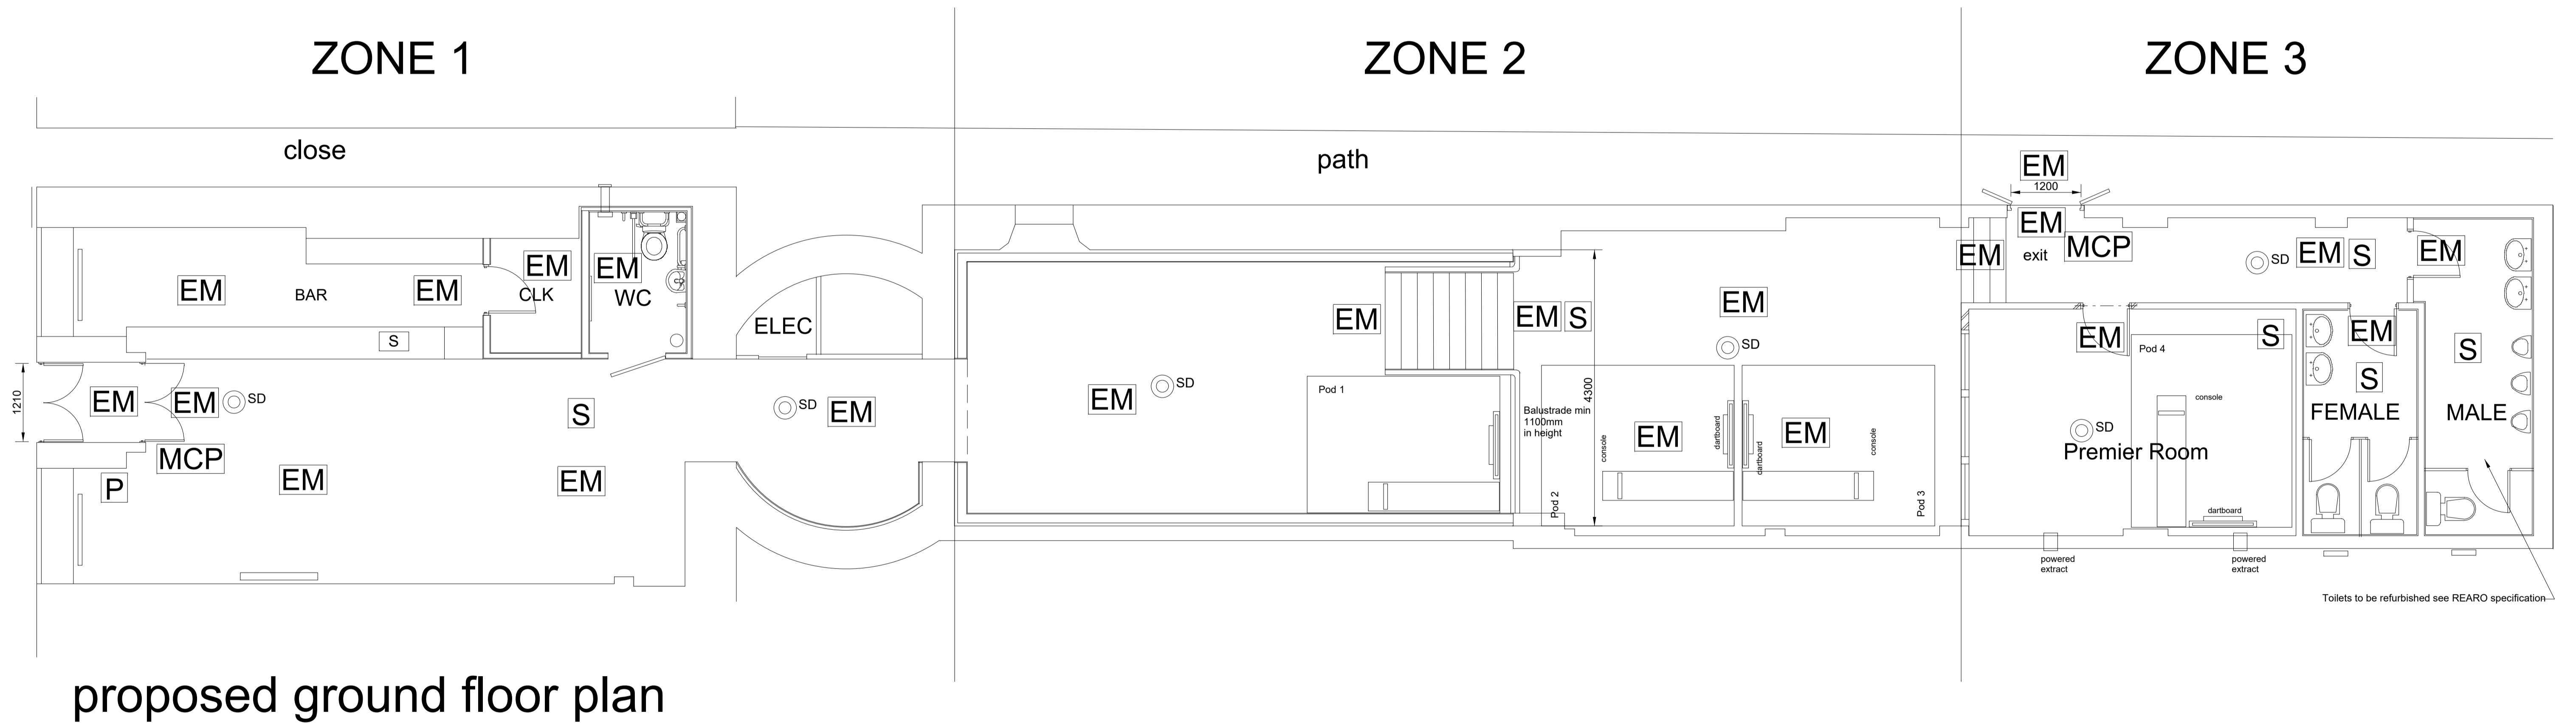 ZONE 1
ZONE 2
ZONE 3
close
path
EM
1200
EM
EM
MCP
exit
EM
SD
EM
S
EM
EM
BAR
EM
EM
CLK
EM
WC
S
ELEC
1210
EM
EM
SD
MCP
P
EM
S
EM
SD
EM
EM
SD
EM
Pod 1
EM
S
4300
Balustrade min
1100mm
in height
EM
SD
console
EM
dartboard
dartboard
EM
console
Pod 2
Pod 3
EM
S
Pod 4
console
SD
Premier Room
dartboard
EM
S
FEMALE
S
MALE
powered
extract
powered
extract
Toilets to be refurbished see REARO specification
proposed ground floor plan